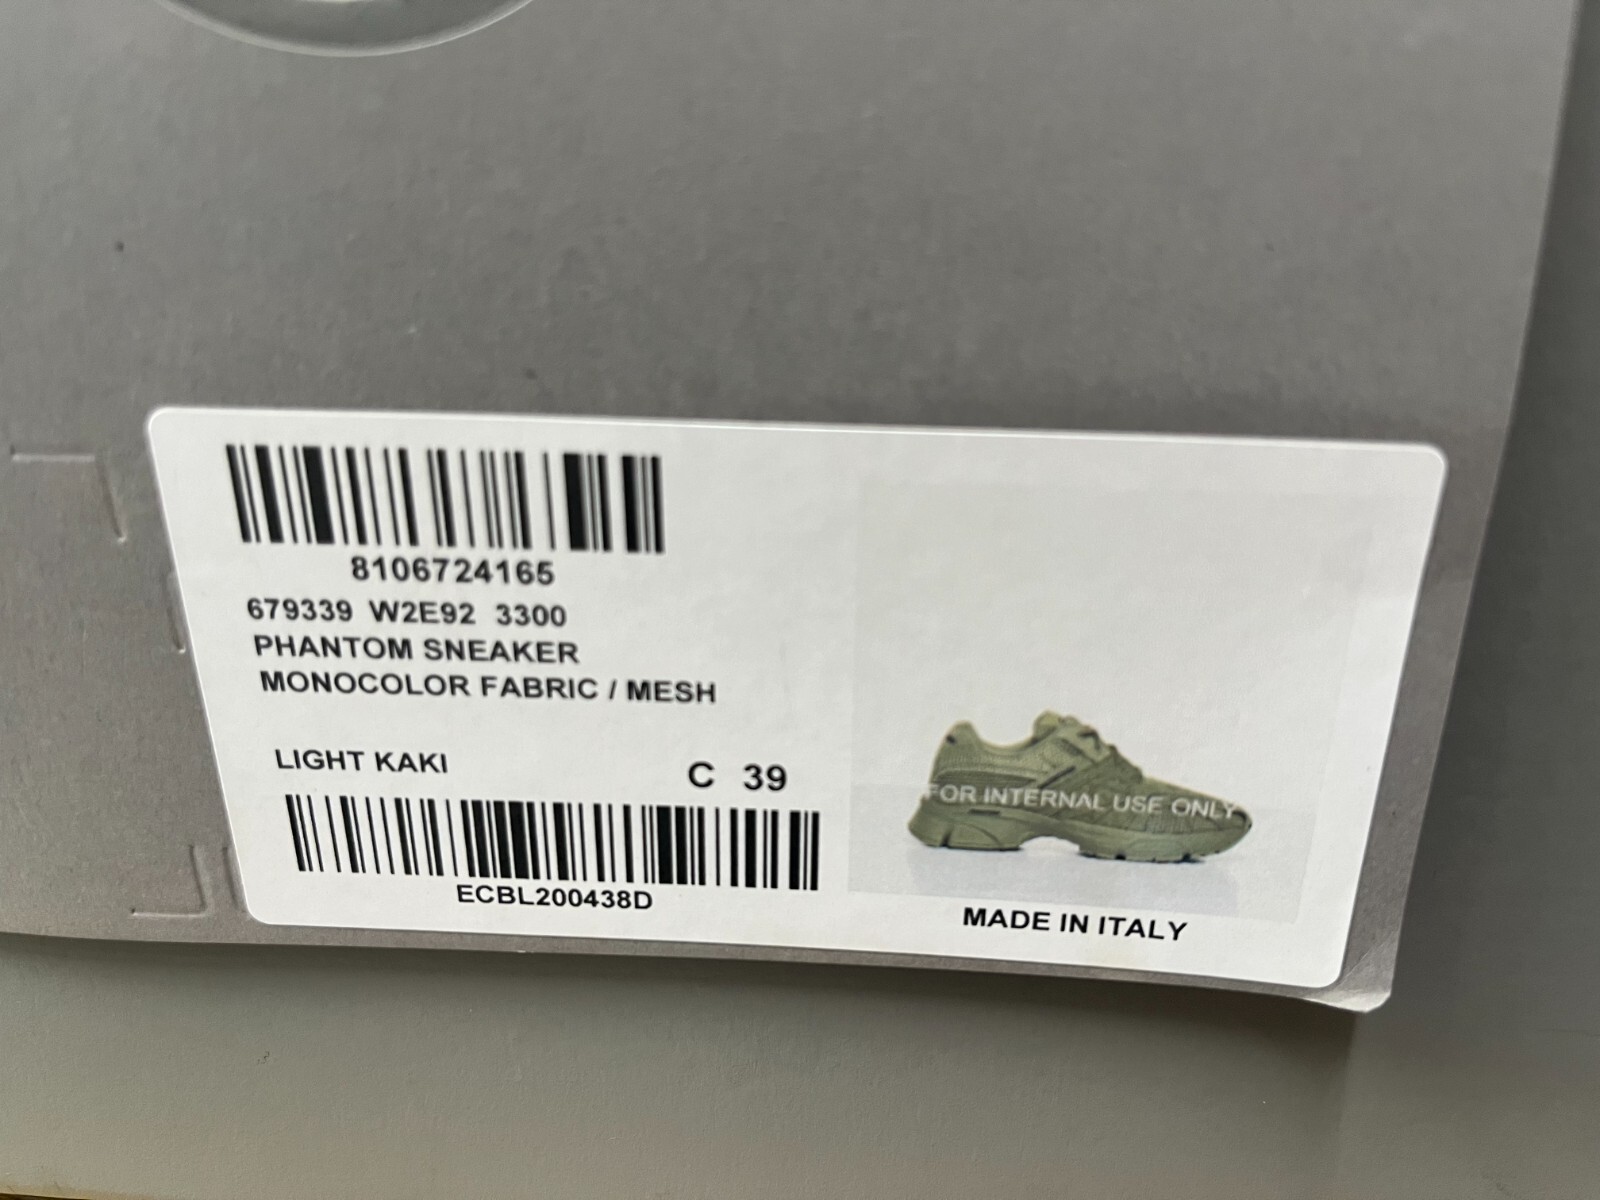 8106724165
679339 W2E92 3300
PHANTOM SNEAKER
MONOCOLOR FABRIC / MESH
LIGHT KAKI
C 39
ECBL200438D
FOR INTERNAL USE ONLY
MADE IN ITALY